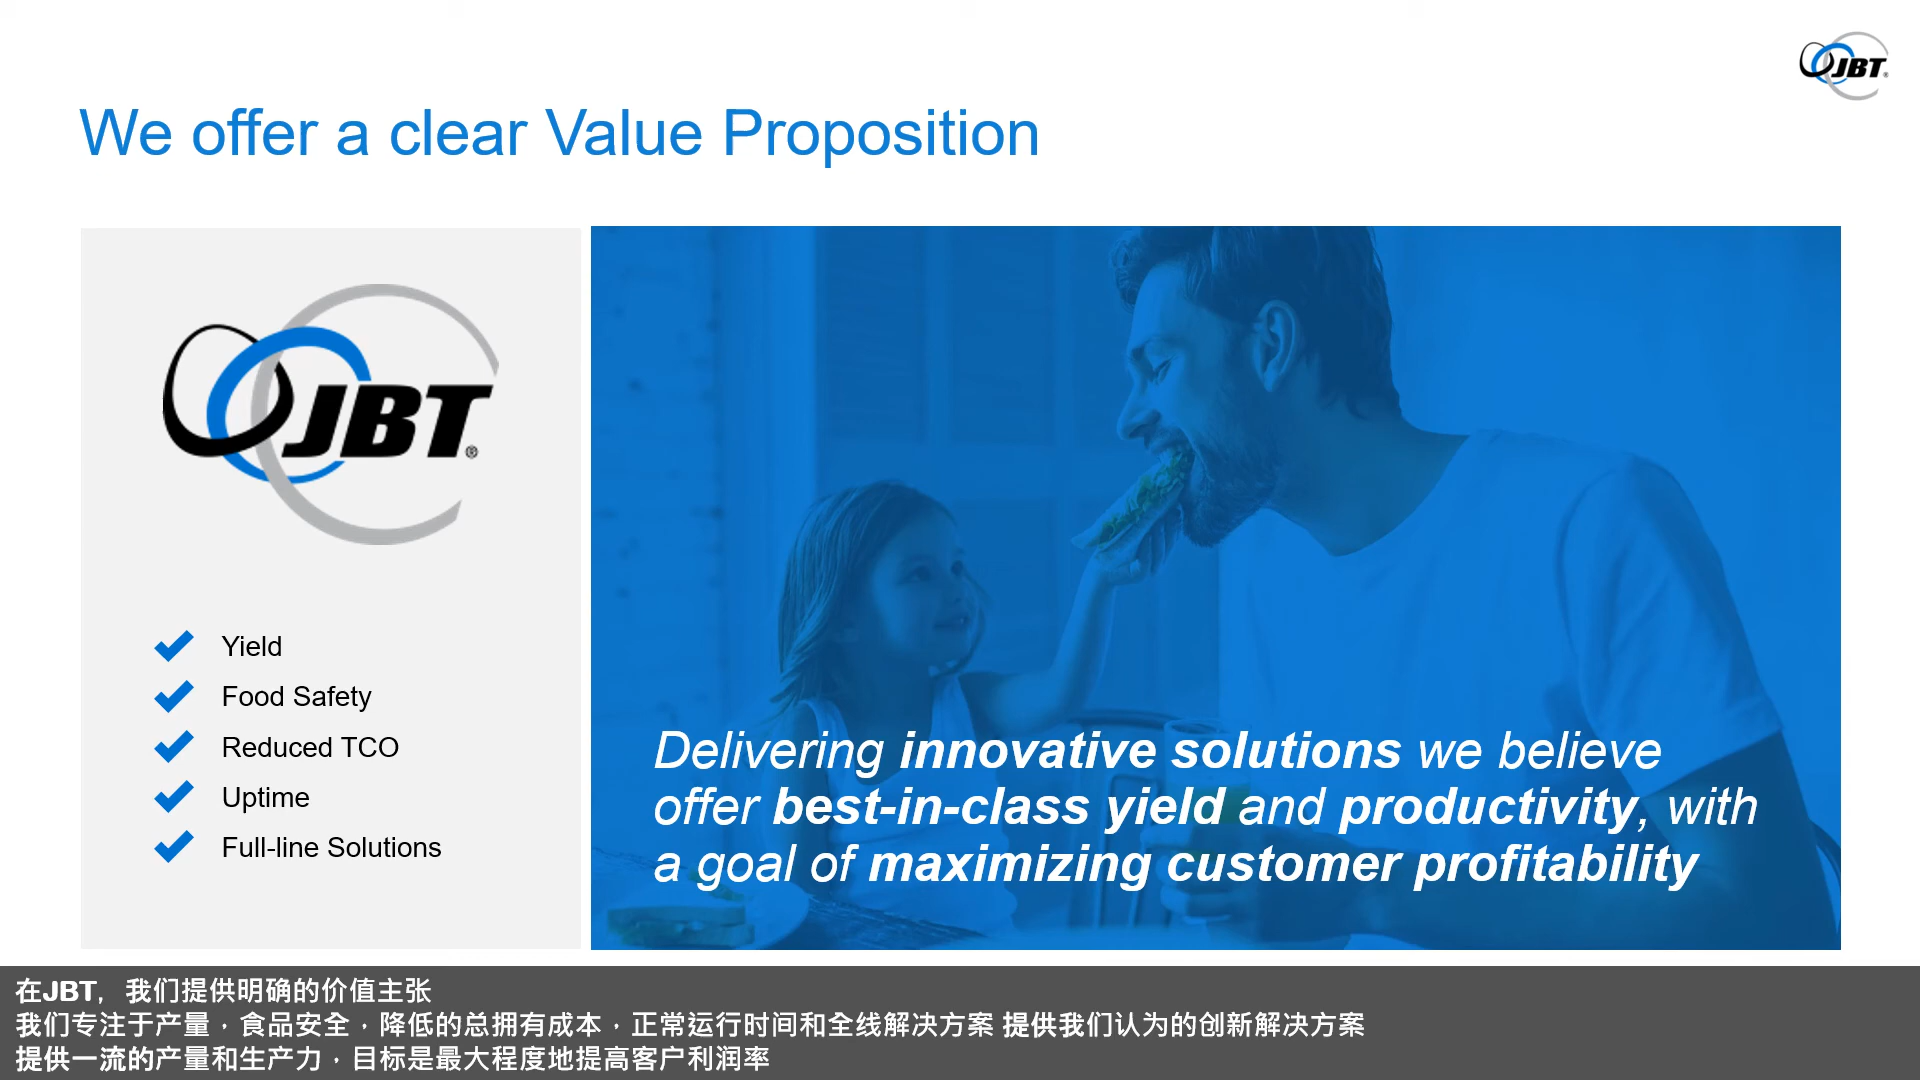 JBT®
We offer a clear Value Proposition
JBT®
Yield
Food Safety
Reduced TCO
Uptime
Full-line Solutions
Delivering innovative solutions we believe
offer best-in-class yield and productivity, with
a goal of maximizing customer profitability
在JBT，我们提供明确的价值主张
我们专注于产量，食品安全，降低的总拥有成本，正常运行时间和全线解决方案 提供我们认为的创新解决方案
提供一流的产量和生产力，目标是最大程度地提高客户利润率